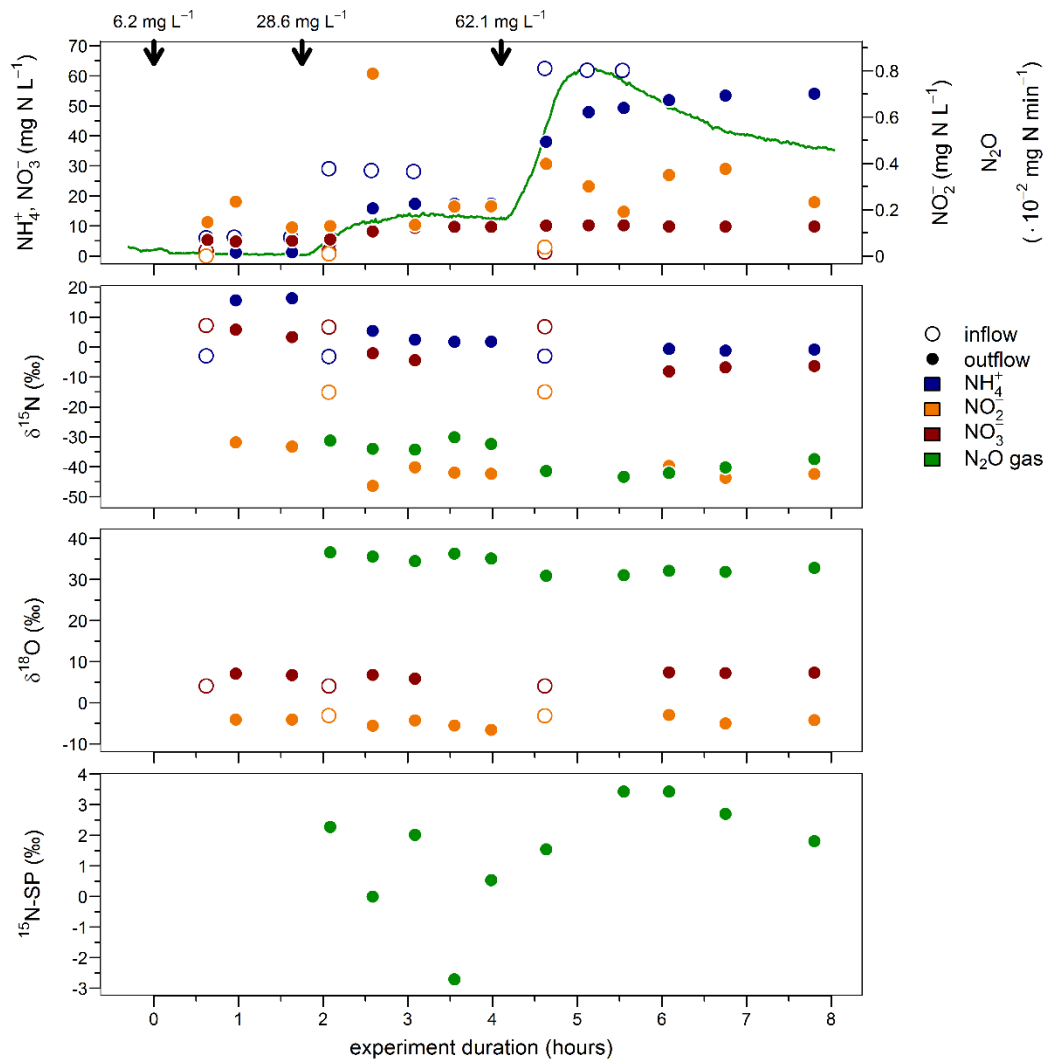 6.2 mg L⁻¹ 28.6 mg L⁻¹ 62.1 mg L⁻¹
NH₄⁺, NO₃⁻ (mg N L⁻¹)
70
60
50
40
30
20
10
0
0.8
0.6
0.4
0.2
0
NO₂⁻ (mg N L⁻¹)
N₂O
(· 10⁻² mg N min⁻¹)
δ¹⁵N (‰)
20
10
0
-10
-20
-30
-40
-50
inflow
outflow
NH₄⁺
NO₂⁻
NO₃⁻
N₂O gas
δ¹⁸O (‰)
40
30
20
10
0
-10
¹⁵N-SP (‰)
4
3
2
1
0
-1
-2
-3
0 1 2 3 4 5 6 7 8
experiment duration (hours)